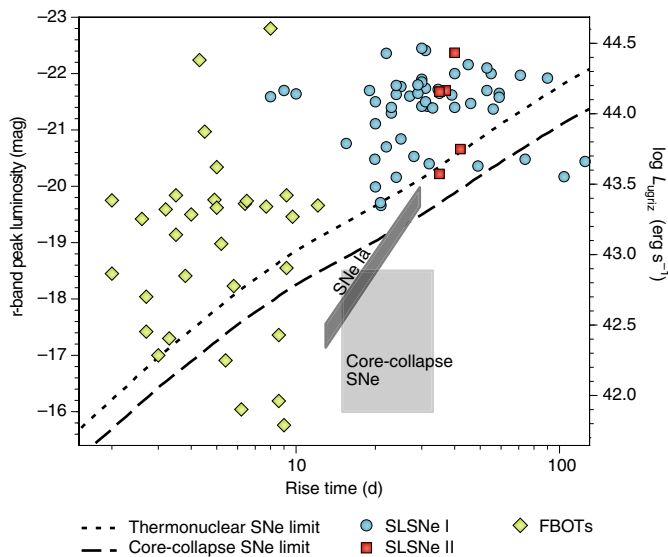 −23
−22
−21
−20
−19
−18
−17
−16
r-band peak luminosity (mag)
44.5
44.0
43.5
43.0
42.5
42.0
log L_ugriz (erg s⁻¹)
SNe Ia
Core-collapse
SNe
10
100
Rise time (d)
Thermonuclear SNe limit
Core-collapse SNe limit
SLSNe I
SLSNe II
FBOTs